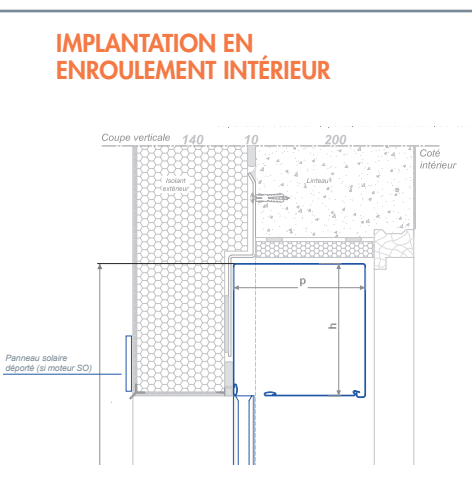 IMPLANTATION EN
ENROULEMENT INTÉRIEUR
Coupe verticale
140
10
200
Coté
intérieur
Isolant
extérieur
Linteau
p
h
Panneau solaire
déporté (si moteur SO)